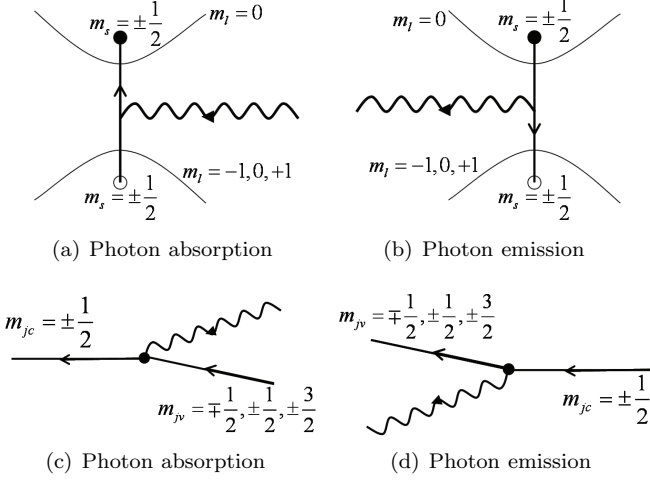 m_s = ±1/2
m_l = 0
m_l = −1, 0, +1
m_s = ±1/2
(a) Photon absorption
m_l = 0
m_s = ±1/2
m_l = −1, 0, +1
m_s = ±1/2
(b) Photon emission
m_jc = ±1/2
m_jv = ∓1/2, ±1/2, ±3/2
(c) Photon absorption
m_jv = ∓1/2, ±1/2, ±3/2
m_jc = ±1/2
(d) Photon emission